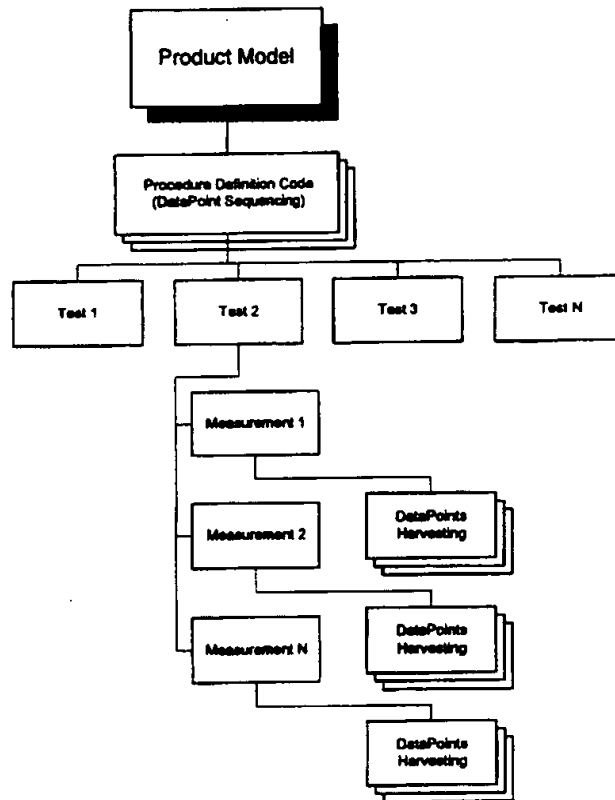 Product Model
Procedure Definition Code
(DataPoint Sequencing)
Test 1
Test 2
Test 3
Test N
Measurement 1
DataPoints
Harvesting
Measurement 2
DataPoints
Harvesting
Measurement N
DataPoints
Harvesting